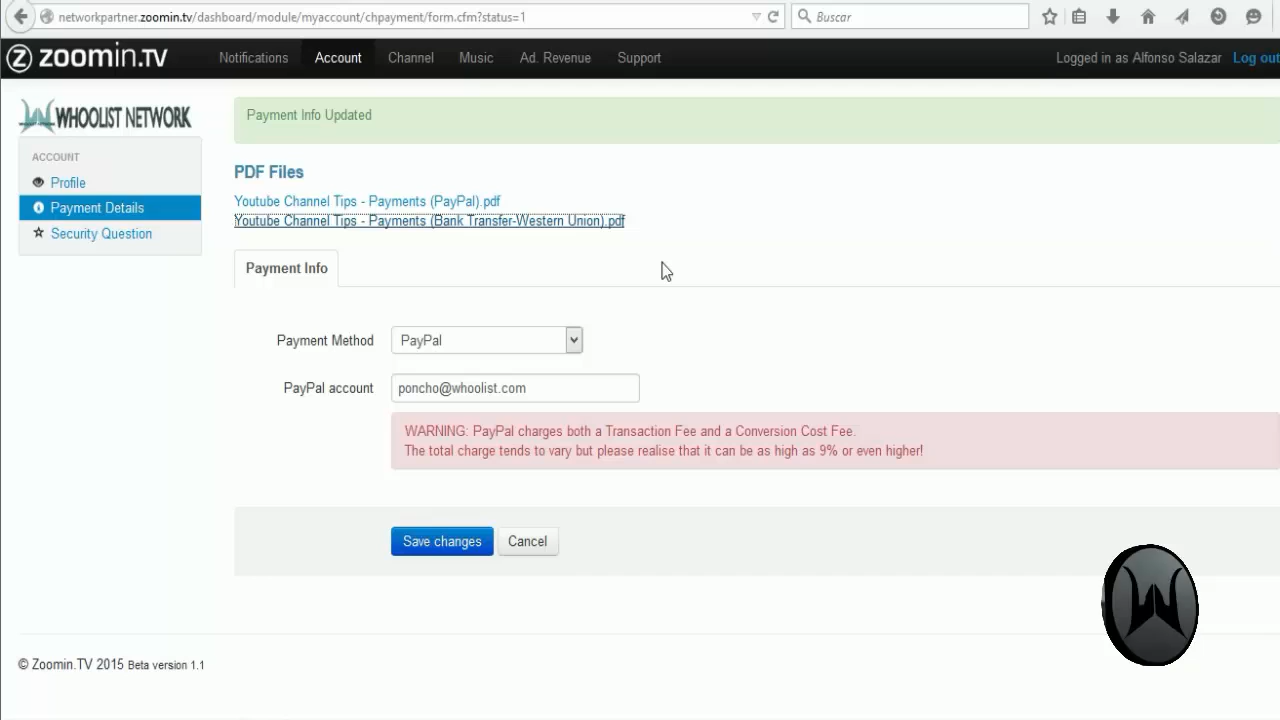 networkpartner.zoomin.tv/dashboard/module/myaccount/chpayment/form.cfm?status=1
Buscar
zoomin.TV
Notifications
Account
Channel
Music
Ad. Revenue
Support
Logged in as Alfonso Salazar
Log out
WHOOLIST NETWORK
ACCOUNT
Profile
Payment Details
Security Question
Payment Info Updated
PDF Files
Youtube Channel Tips - Payments (PayPal).pdf
Youtube Channel Tips - Payments (Bank Transfer-Western Union).pdf
Payment Info
Payment Method
PayPal
PayPal account
poncho@whoolist.com
WARNING: PayPal charges both a Transaction Fee and a Conversion Cost Fee.
The total charge tends to vary but please realise that it can be as high as 9% or even higher!
Save changes
Cancel
© Zoomin.TV 2015 Beta version 1.1